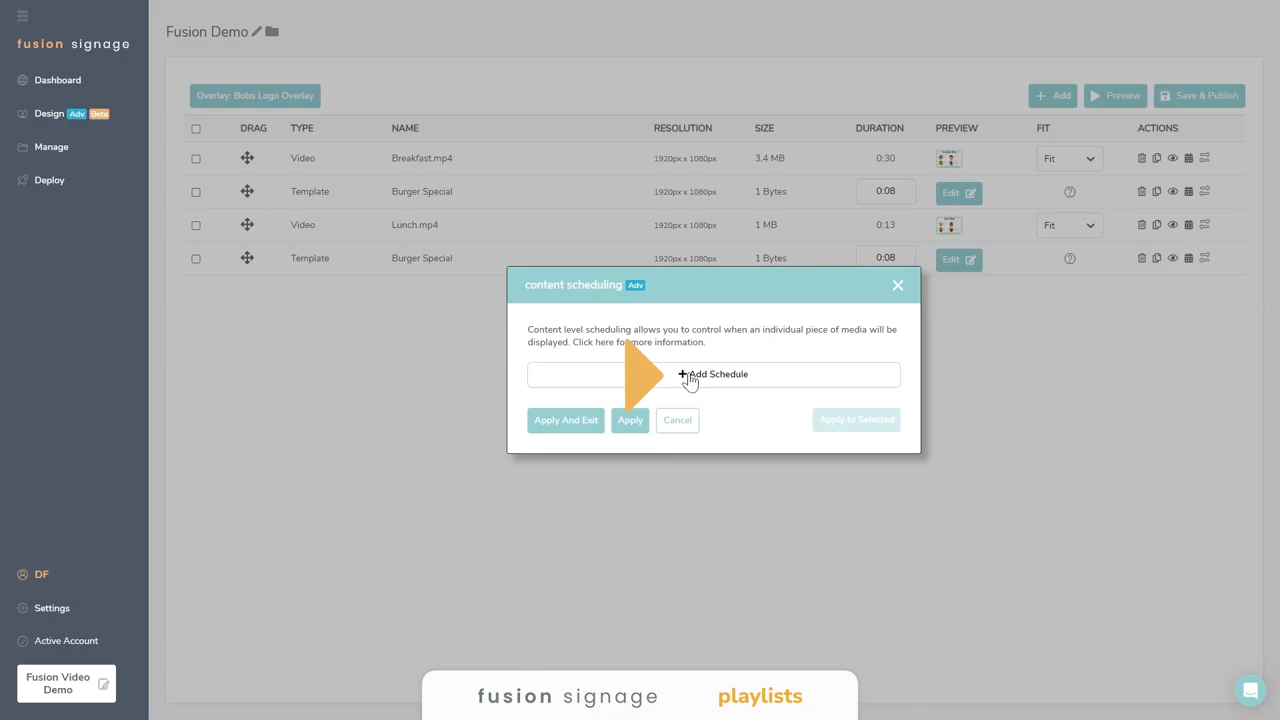 fusion signage
Dashboard
Design Adv Beta
Manage
Deploy
DF
Settings
Active Account
Fusion Video
Demo
Fusion Demo
Overlay: Bobs Logo Overlay
Add
Preview
Save & Publish
DRAG TYPE NAME RESOLUTION SIZE DURATION PREVIEW FIT ACTIONS
Video Breakfast.mp4 1920px x 1080px 3.4 MB 0:30 Fit
Template Burger Special 1920px x 1080px 1 Bytes 0:08 Edit
Video Lunch.mp4 1920px x 1080px 1 MB 0:13 Fit
Template Burger Special 1920px x 1080px 1 Bytes 0:08 Edit
content scheduling Adv
Content level scheduling allows you to control when an individual piece of media will be
displayed. Click here for more information.
+Add Schedule
Apply And Exit Apply Cancel Apply to Selected
fusion signage playlists